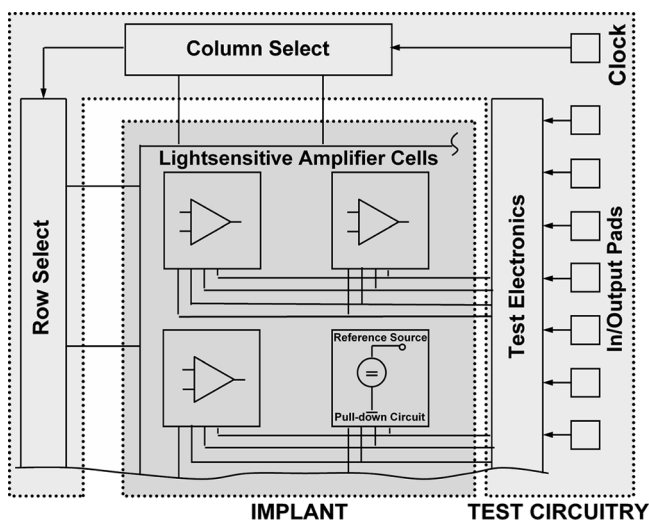 Column Select
Clock
Lightsensitive Amplifier Cells
Row Select
Test Electronics
In/Output Pads
Reference Source
=
Pull-down Circuit
IMPLANT
TEST CIRCUITRY